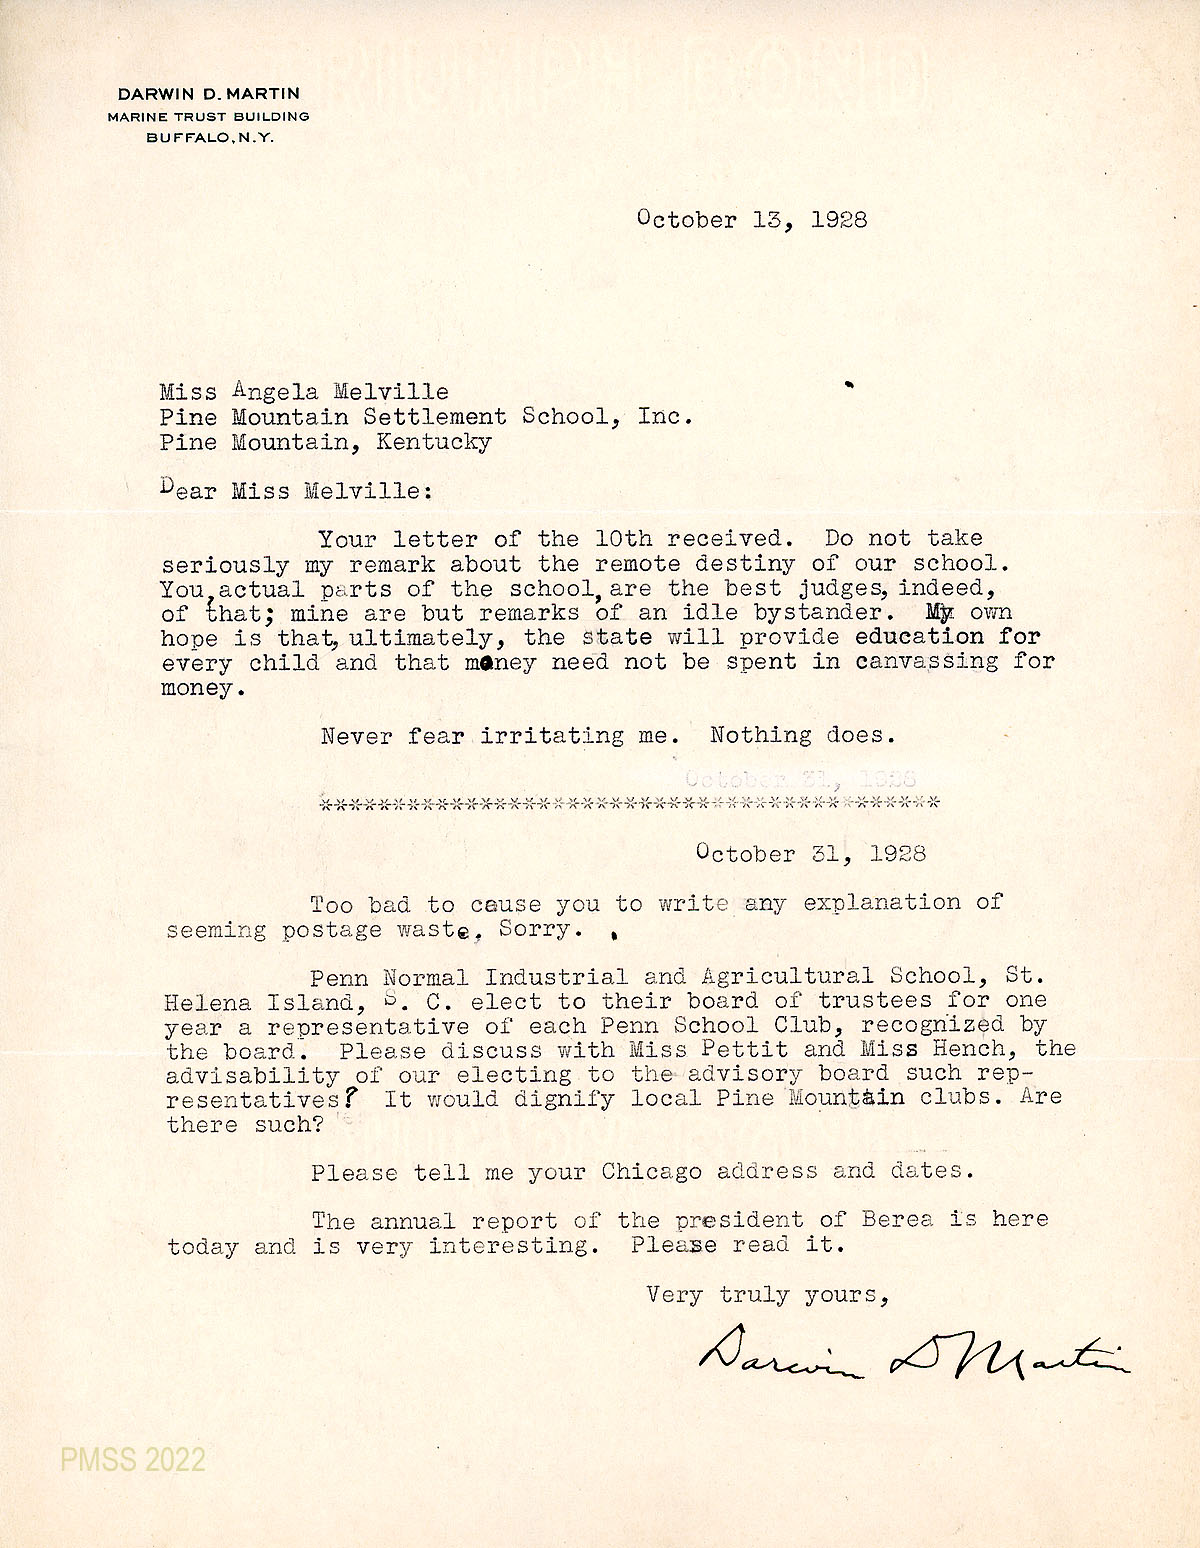 DARWIN D. MARTIN
MARINE TRUST BUILDING
BUFFALO, N.Y.
October 13, 1928
Miss Angela Melville
Pine Mountain Settlement School, Inc.
Pine Mountain, Kentucky
Dear Miss Melville:
Your letter of the 10th received. Do not take
seriously my remark about the remote destiny of our school.
You, actual parts of the school, are the best judges, indeed,
of that; mine are but remarks of an idle bystander. My own
hope is that, ultimately, the state will provide education for
every child and that money need not be spent in canvassing for
money.
Never fear irritating me. Nothing does.
October 31, 1928
*******************************************
October 31, 1928
Too bad to cause you to write any explanation of
seeming postage waste. Sorry.
Penn Normal Industrial and Agricultural School, St.
Helena Island, S. C. elect to their board of trustees for one
year a representative of each Penn School Club, recognized by
the board. Please discuss with Miss Pettit and Miss Hench, the
advisability of our electing to the advisory board such rep-
resentatives? It would dignify local Pine Mountain clubs. Are
there such?
Please tell me your Chicago address and dates.
The annual report of the president of Berea is here
today and is very interesting. Please read it.
Very truly yours,
Darwin D Martin
PMSS 2022